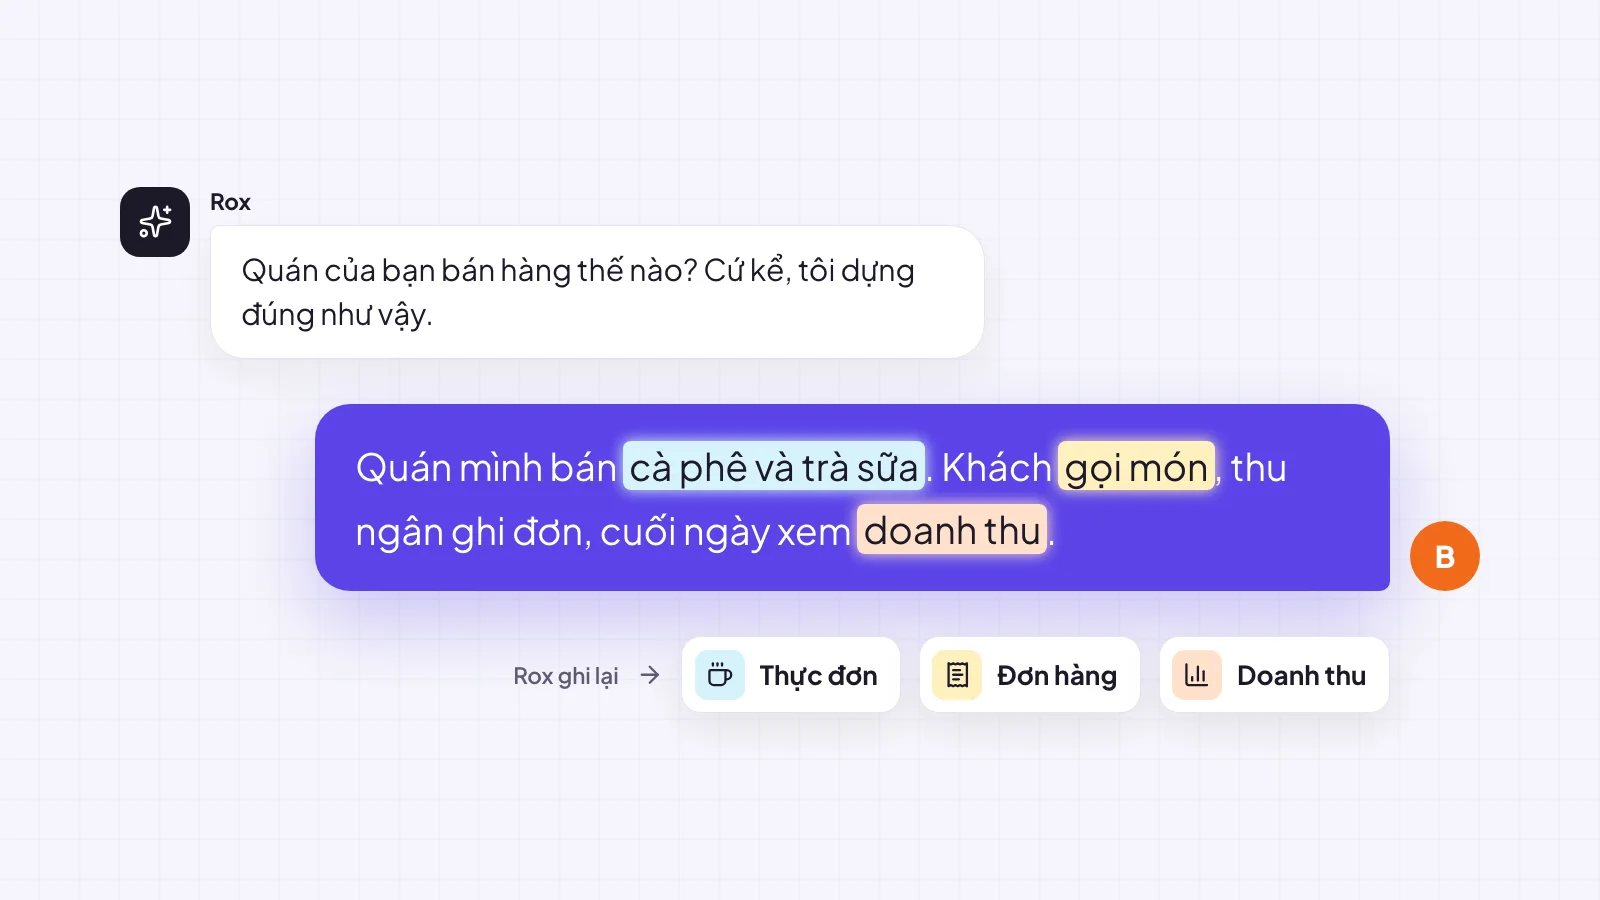 Rox
Quán của bạn bán hàng thế nào? Cứ kể, tôi dựng
đúng như vậy.
Quán mình bán cà phê và trà sữa. Khách gọi món, thu
ngân ghi đơn, cuối ngày xem doanh thu.
B
Rox ghi lại → Thực đơn Đơn hàng Doanh thu